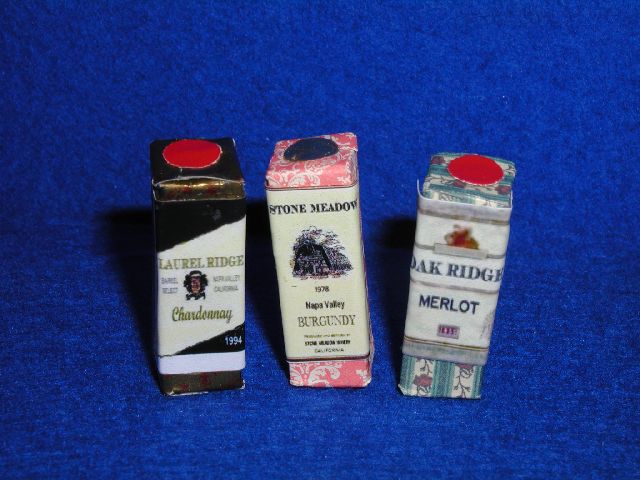 LAUREL RIDGE
BARREL
SELECT
NAPA VALLEY
CALIFORNIA
Chardonnay
1994
STONE MEADOW
1978
Napa Valley
BURGUNDY
STONE MEADOW WINERY
CALIFORNIA
OAK RIDGE
MERLOT